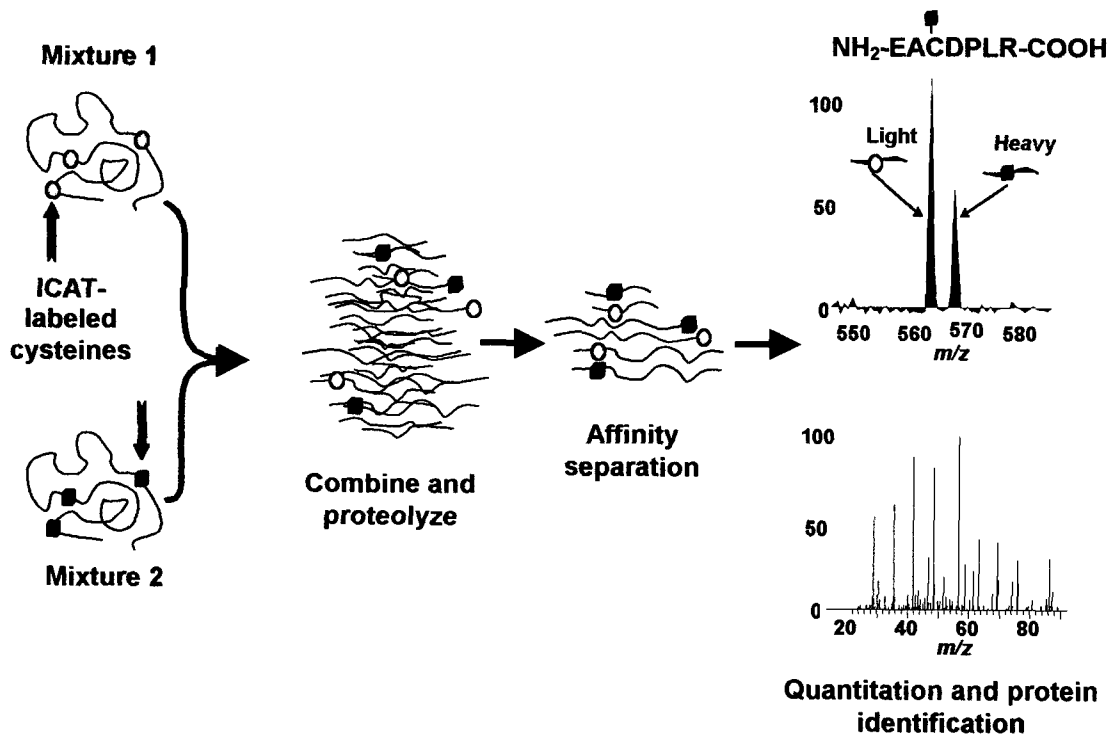 Mixture 1
ICAT-
labeled
cysteines
Mixture 2
Combine and
proteolyze
Affinity
separation
NH₂-EACDPLR-COOH
100
Light
Heavy
50
0
550 560 570 580
m/z
100
50
0
20 40 60 80
m/z
Quantitation and protein
identification